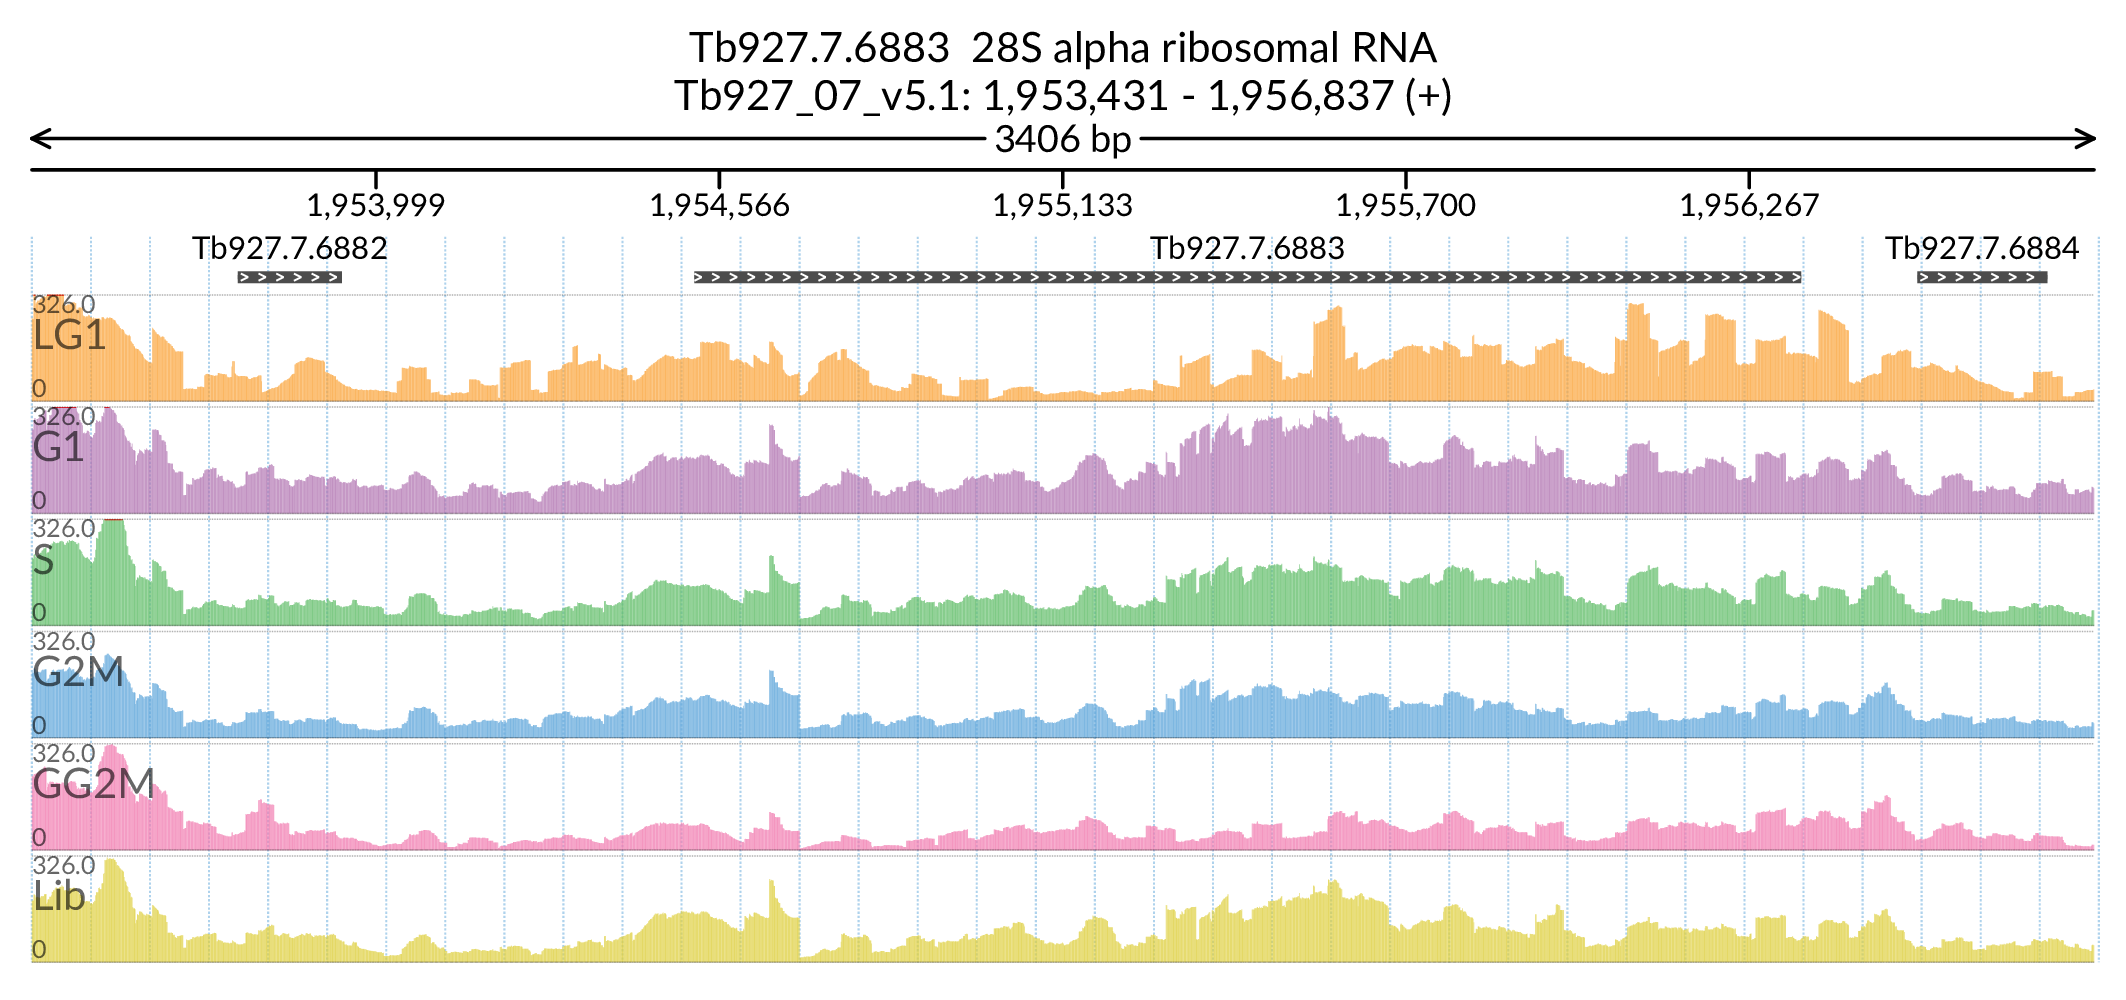 Tb927.7.6883  28S alpha ribosomal RNA
Tb927_07_v5.1: 1,953,431 - 1,956,837 (+)
3406 bp
1,953,999 1,954,566 1,955,133 1,955,700 1,956,267
Tb927.7.6882 Tb927.7.6883 Tb927.7.6884
326.0
LG1
0
326.0
G1
0
326.0
S
0
326.0
G2M
0
326.0
GG2M
0
326.0
Lib
0